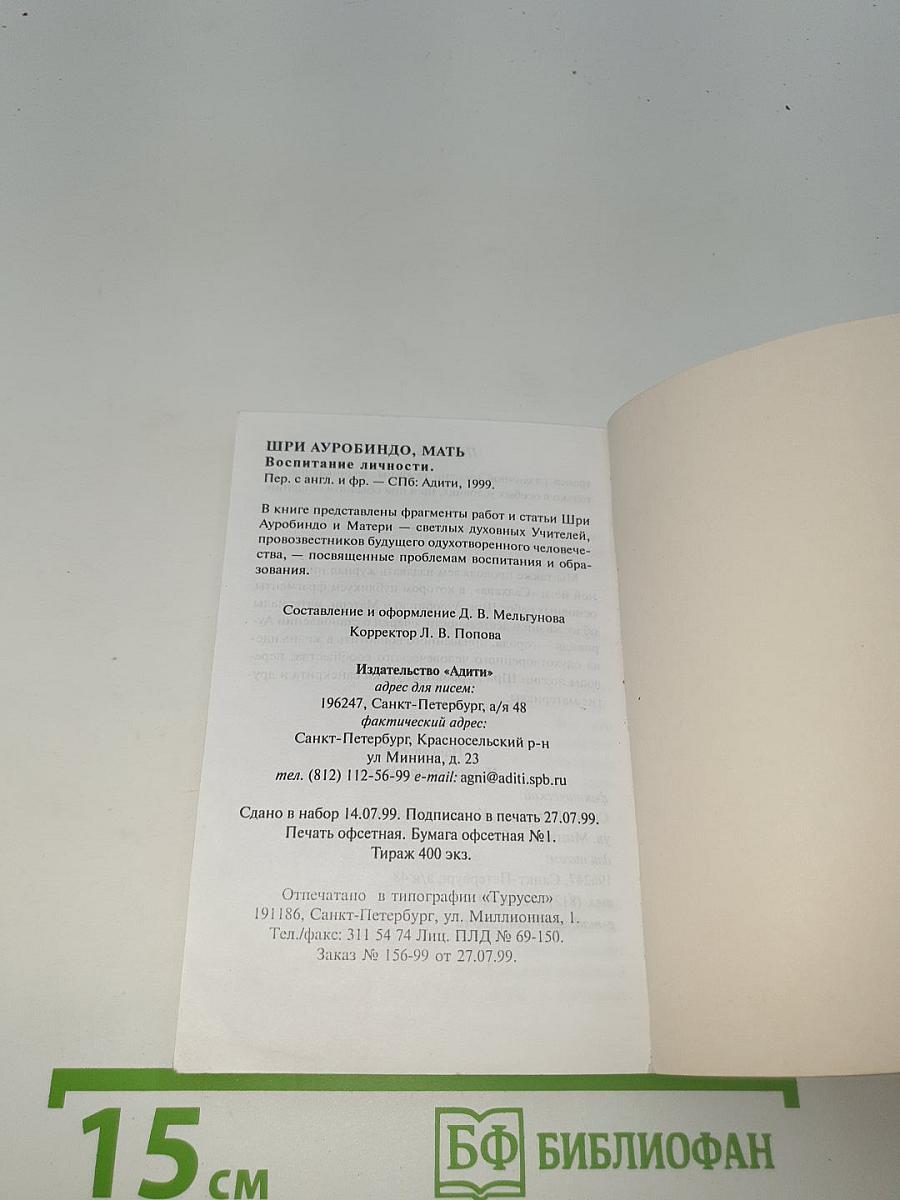 ШРИ АУРОБИНДО, МАТЬ
Воспитание личности.
Пер. с англ. и фр. — СПб: Адити, 1999.
В книге представлены фрагменты работ и статьи Шри
Ауробиндо и Матери — светлых духовных Учителей,
провозвестников будущего одухотворенного человече-
ства, — посвященные проблемам воспитания и обра-
зования.
Составление и оформление Д. В. Мельгунова
Корректор Л. В. Попова
Издательство «Адити»
адрес для писем:
196247, Санкт-Петербург, а/я 48
фактический адрес:
Санкт-Петербург, Красносельский р-н
ул Минина, д. 23
тел. (812) 112-56-99 e-mail: agni@aditi.spb.ru
Сдано в набор 14.07.99. Подписано в печать 27.07.99.
Печать офсетная. Бумага офсетная №1.
Тираж 400 экз.
Отпечатано в типографии «Турусел»
191186, Санкт-Петербург, ул. Миллионная, 1.
Тел./факс: 311 54 74 Лиц. ПЛД № 69-150.
Заказ № 156-99 от 27.07.99.
15 см
БФ БИБЛИОФАН